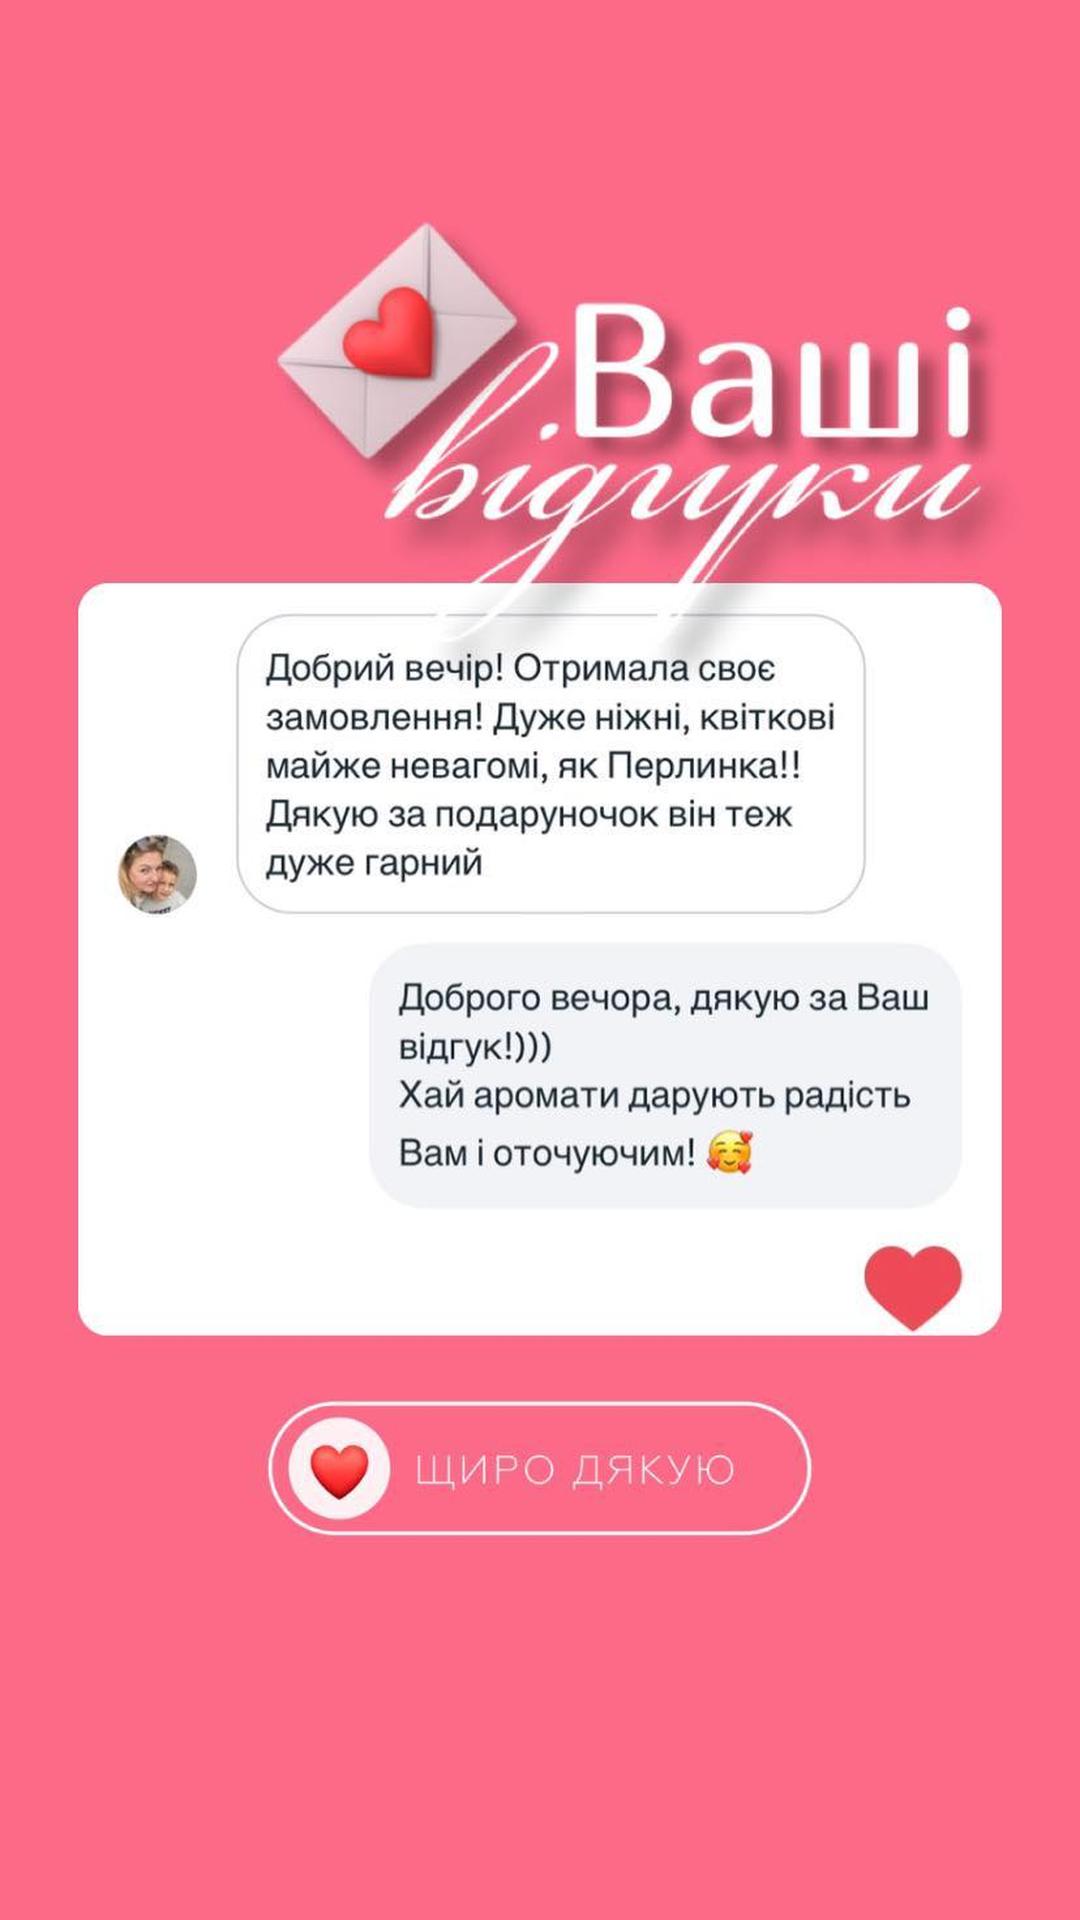 Ваші
відгуки
Добрий вечір! Отримала своє
замовлення! Дуже ніжні, квіткові
майже невагомі, як Перлинка!!
Дякую за подаруночок він теж
дуже гарний
Доброго вечора, дякую за Ваш
відгук!)))
Хай аромати дарують радість
Вам і оточуючим! 🥰
ЩИРО ДЯКУЮ